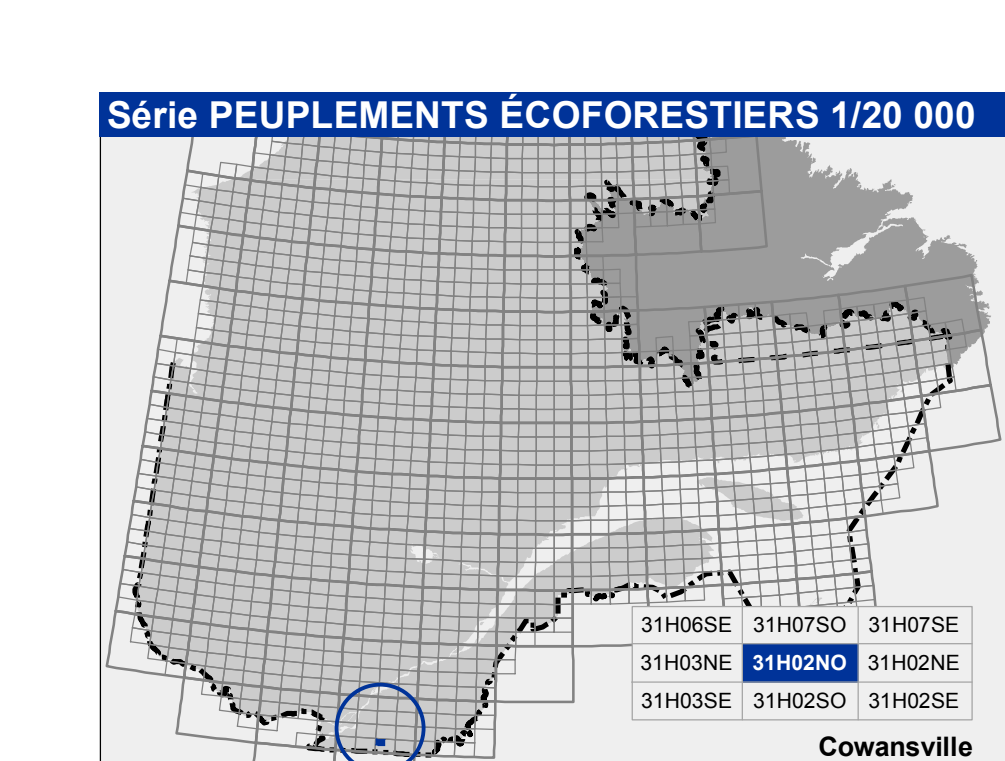 Série PEUPLEMENTS ÉCOFORESTIERS 1/20 000
31H06SE 31H07SO 31H07SE
31H03NE 31H02NO 31H02NE
31H03SE 31H02SO 31H02SE
Cowansville